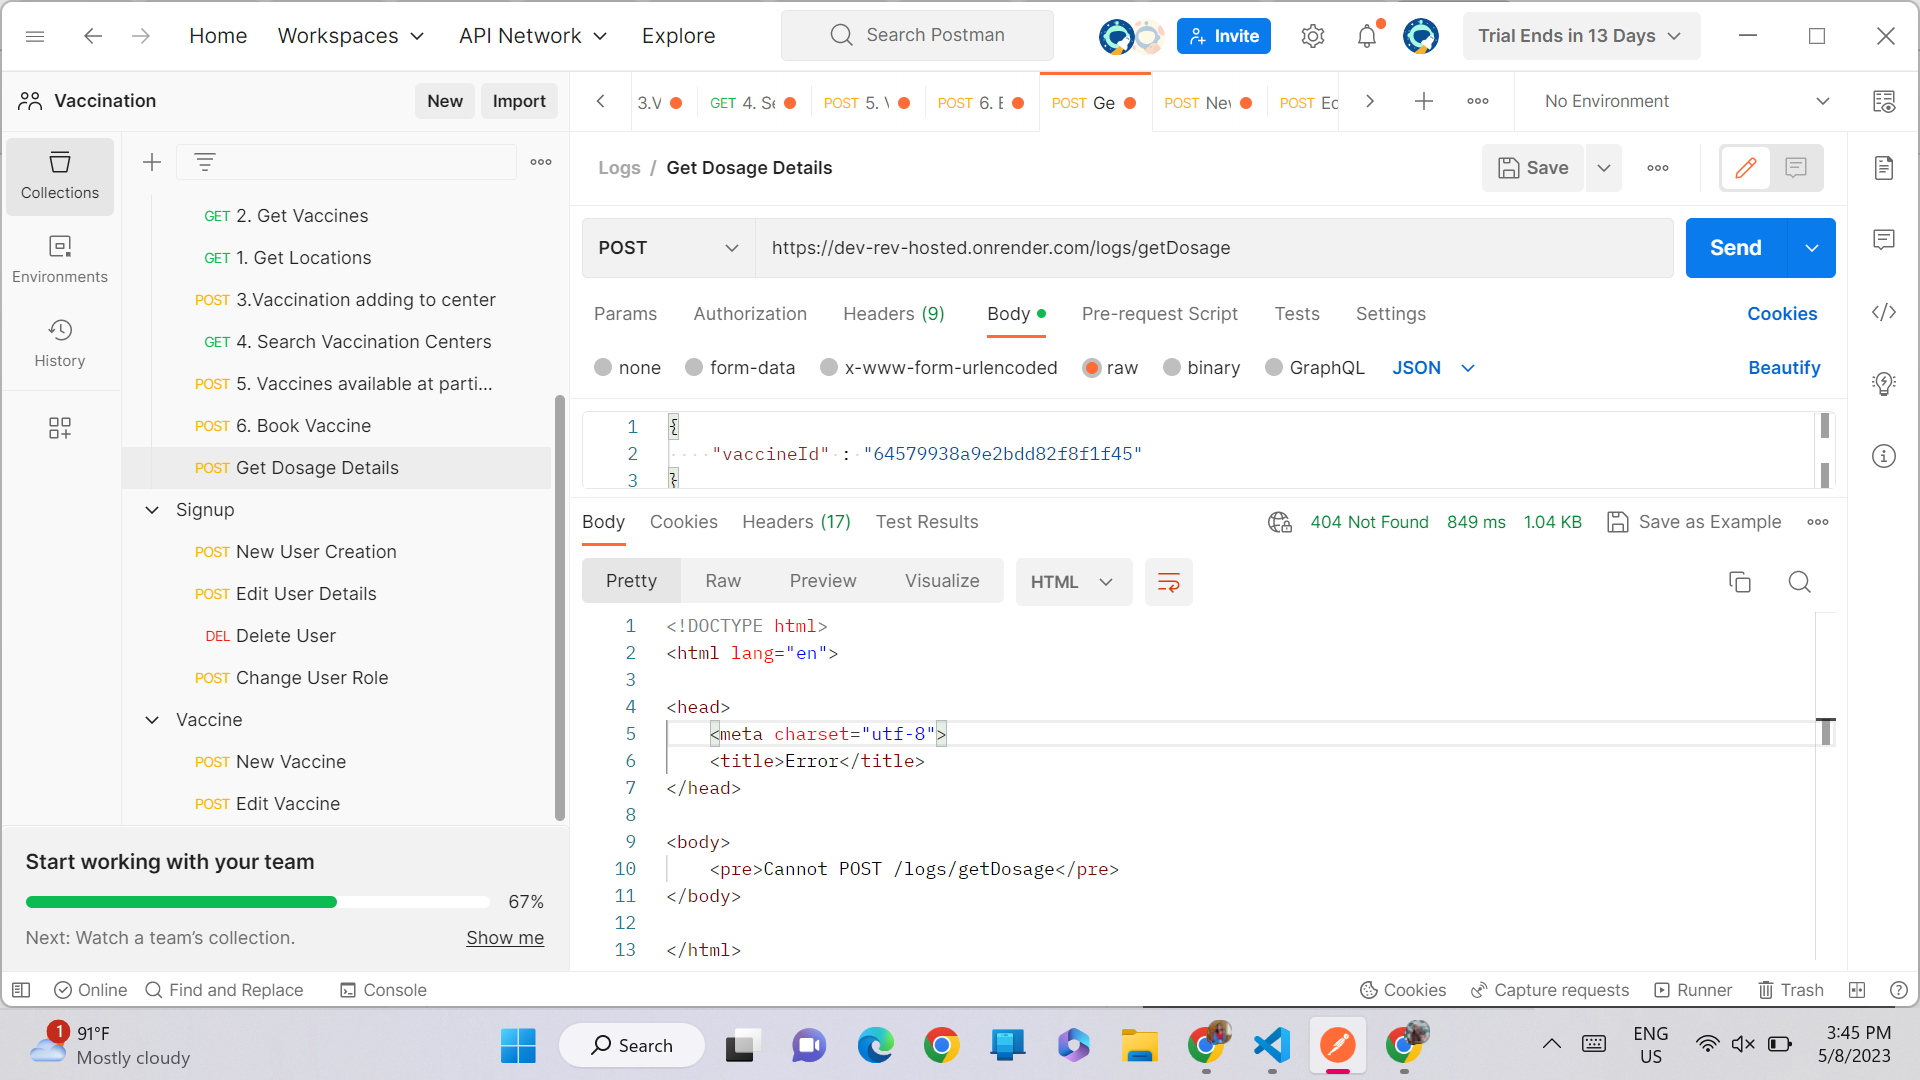 Home
Workspaces
API Network
Explore
Search Postman
Invite
Trial Ends in 13 Days
Vaccination
New
Import
3.V
GET 4. Se
POST 5. V
POST 6. E
POST Ge
POST Nev
POST Ed
No Environment
Collections
Environments
History
GET 2. Get Vaccines
GET 1. Get Locations
POST 3.Vaccination adding to center
GET 4. Search Vaccination Centers
POST 5. Vaccines available at parti...
POST 6. Book Vaccine
POST Get Dosage Details
Signup
POST New User Creation
POST Edit User Details
DEL Delete User
POST Change User Role
Vaccine
POST New Vaccine
POST Edit Vaccine
Start working with your team
67%
Next: Watch a team's collection.
Show me
Logs / Get Dosage Details
Save
POST
https://dev-rev-hosted.onrender.com/logs/getDosage
Send
Params
Authorization
Headers (9)
Body
Pre-request Script
Tests
Settings
Cookies
none
form-data
x-www-form-urlencoded
raw
binary
GraphQL
JSON
Beautify
1 {
2 "vaccineId" : "64579938a9e2bdd82f8f1f45"
3 }
Body
Cookies
Headers (17)
Test Results
404 Not Found
849 ms
1.04 KB
Save as Example
Pretty
Raw
Preview
Visualize
HTML
1 <!DOCTYPE html>
2 <html lang="en">
3
4 <head>
5 <meta charset="utf-8">
6 <title>Error</title>
7 </head>
8
9 <body>
10 <pre>Cannot POST /logs/getDosage</pre>
11 </body>
12
13 </html>
Online
Find and Replace
Console
Cookies
Capture requests
Runner
Trash
1
91°F
Mostly cloudy
Search
ENG
US
3:45 PM
5/8/2023